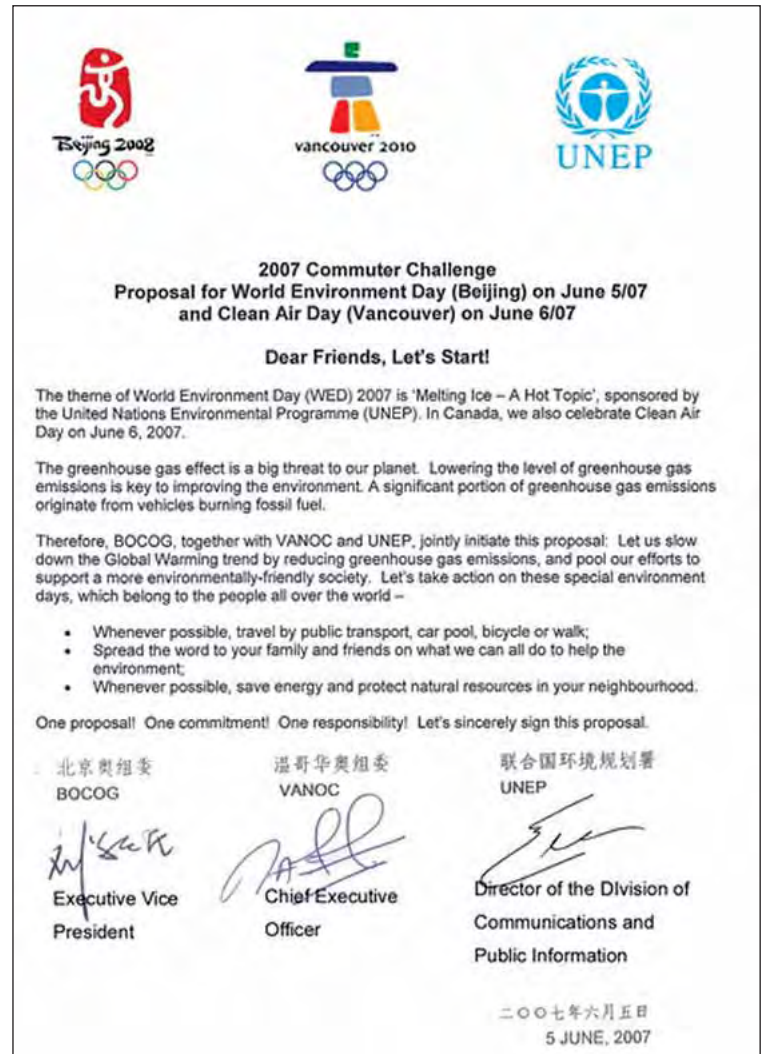 Beijing 2008
vancouver 2010
UNEP
2007 Commuter Challenge
Proposal for World Environment Day (Beijing) on June 5/07
and Clean Air Day (Vancouver) on June 6/07
Dear Friends, Let's Start!
The theme of World Environment Day (WED) 2007 is 'Melting Ice – A Hot Topic', sponsored by
the United Nations Environmental Programme (UNEP). In Canada, we also celebrate Clean Air
Day on June 6, 2007.
The greenhouse gas effect is a big threat to our planet. Lowering the level of greenhouse gas
emissions is key to improving the environment. A significant portion of greenhouse gas emissions
originate from vehicles burning fossil fuel.
Therefore, BOCOG, together with VANOC and UNEP, jointly initiate this proposal: Let us slow
down the Global Warming trend by reducing greenhouse gas emissions, and pool our efforts to
support a more environmentally-friendly society. Let's take action on these special environment
days, which belong to the people all over the world –
• Whenever possible, travel by public transport, car pool, bicycle or walk;
• Spread the word to your family and friends on what we can all do to help the
environment;
• Whenever possible, save energy and protect natural resources in your neighbourhood.
One proposal! One commitment! One responsibility! Let's sincerely sign this proposal.
北京奥组委 温哥华奥组委 联合国环境规划署
BOCOG VANOC UNEP
Executive Vice Chief Executive Director of the DIvision of
President Officer Communications and
Public Information
二〇〇七年六月五日
5 JUNE, 2007